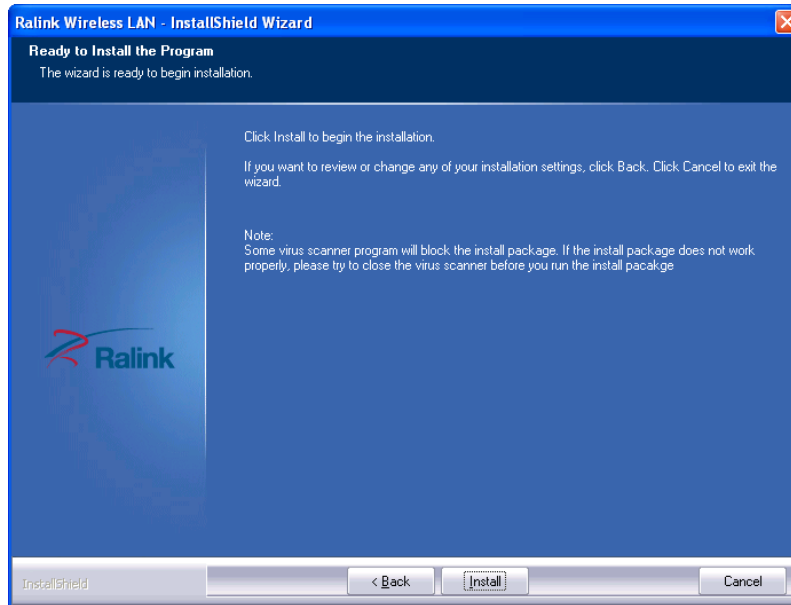 Ralink Wireless LAN - InstallShield Wizard
Ready to Install the Program
The wizard is ready to begin installation.
Click Install to begin the installation.
If you want to review or change any of your installation settings, click Back. Click Cancel to exit the
wizard.
Note:
Some virus scanner program will block the install package. If the install package does not work
properly, please try to close the virus scanner before you run the install pacakge
Ralink
InstallShield
< Back
Install
Cancel